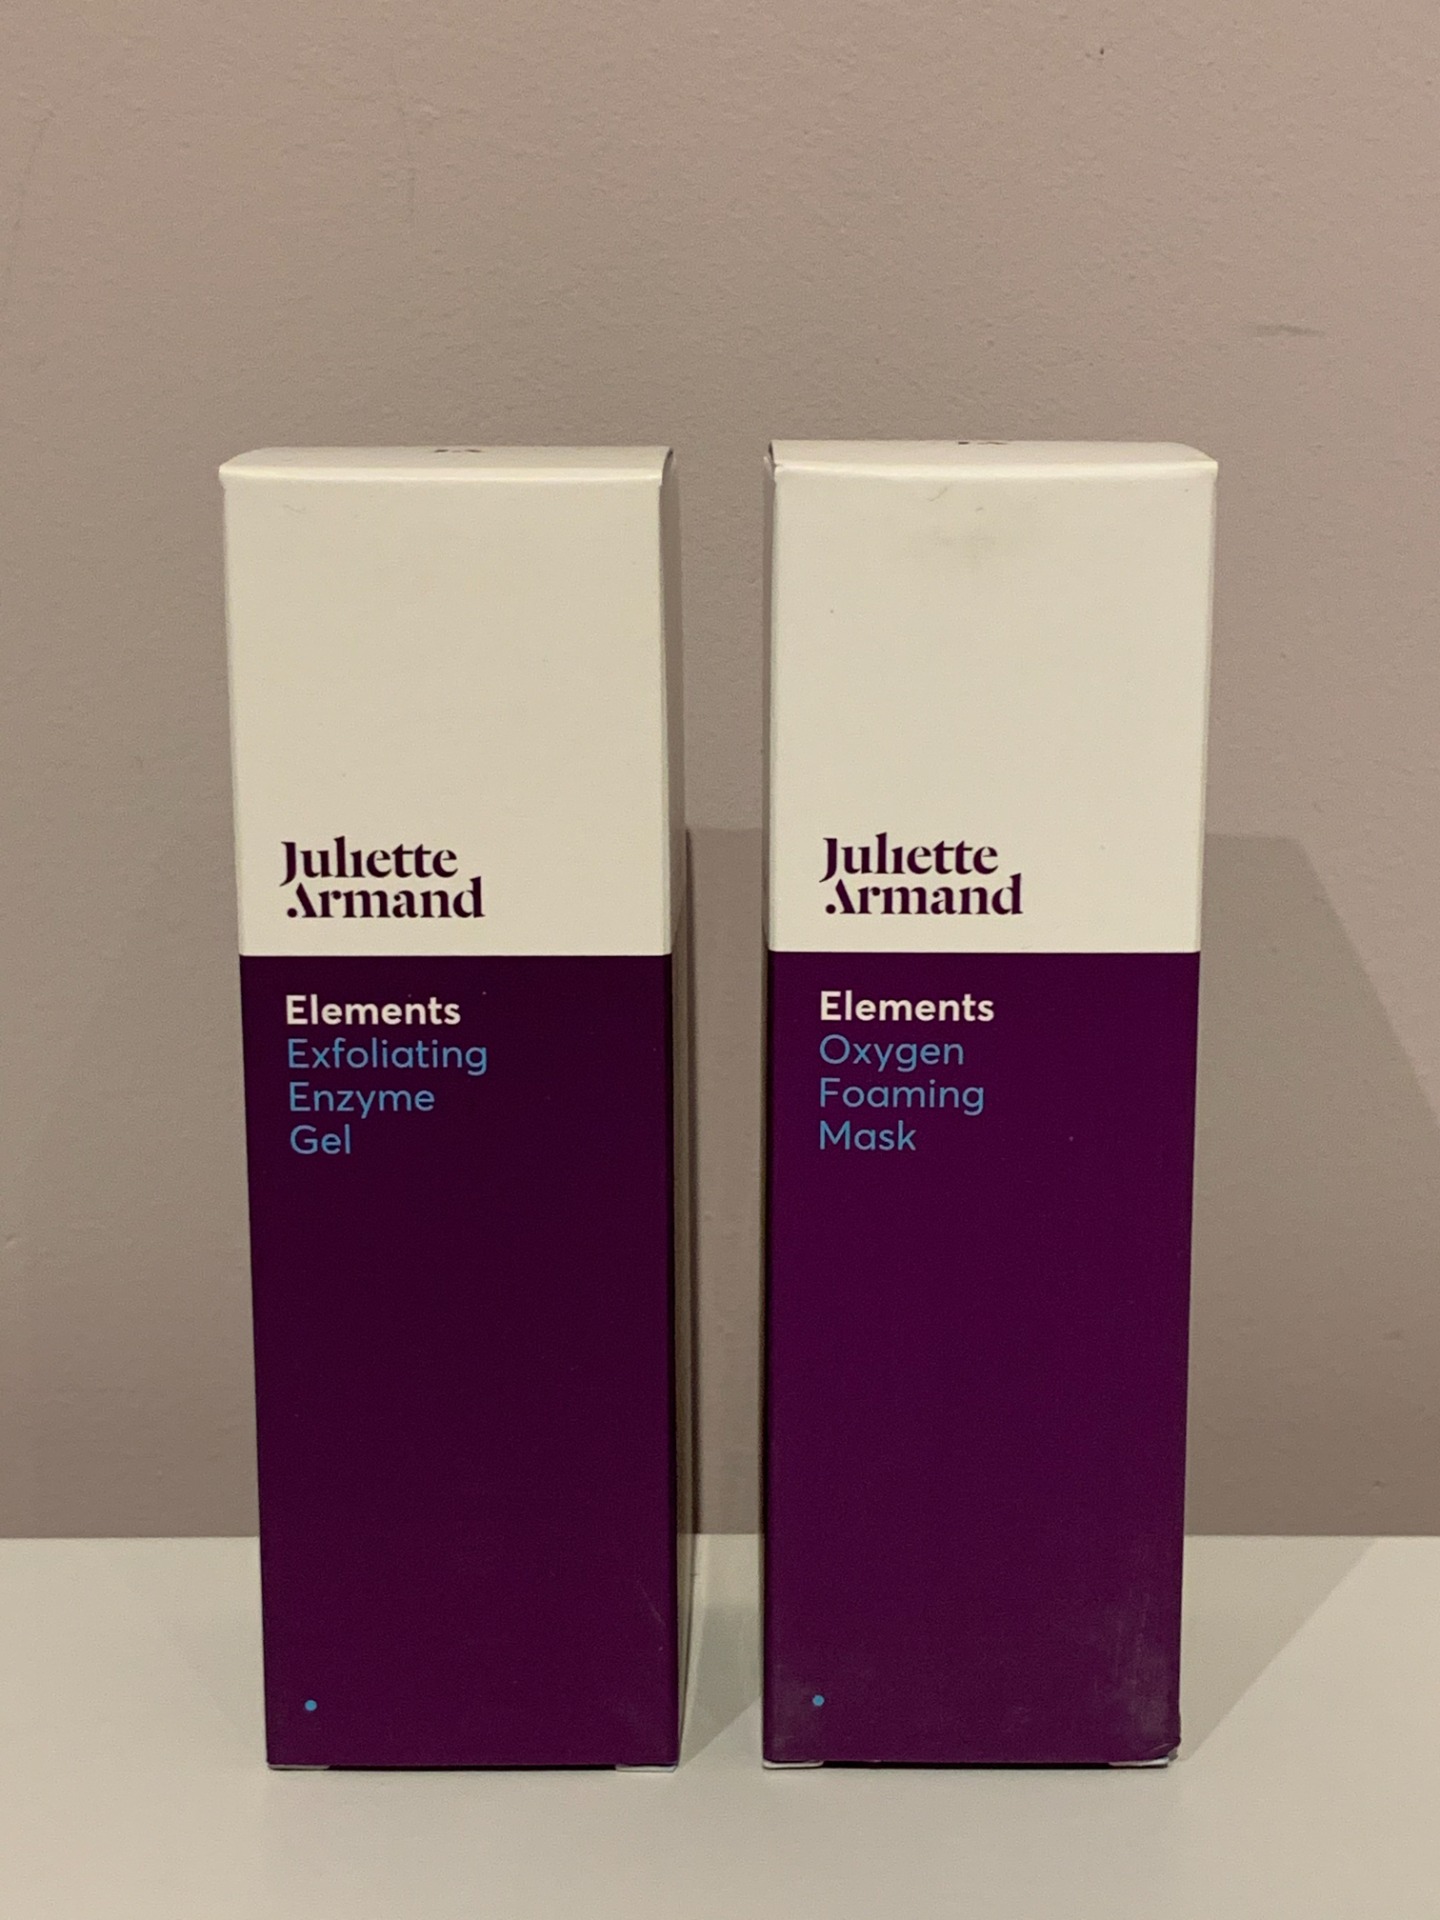 Juliette
Armand
Elements
Exfoliating
Enzyme
Gel
Juliette
Armand
Elements
Oxygen
Foaming
Mask